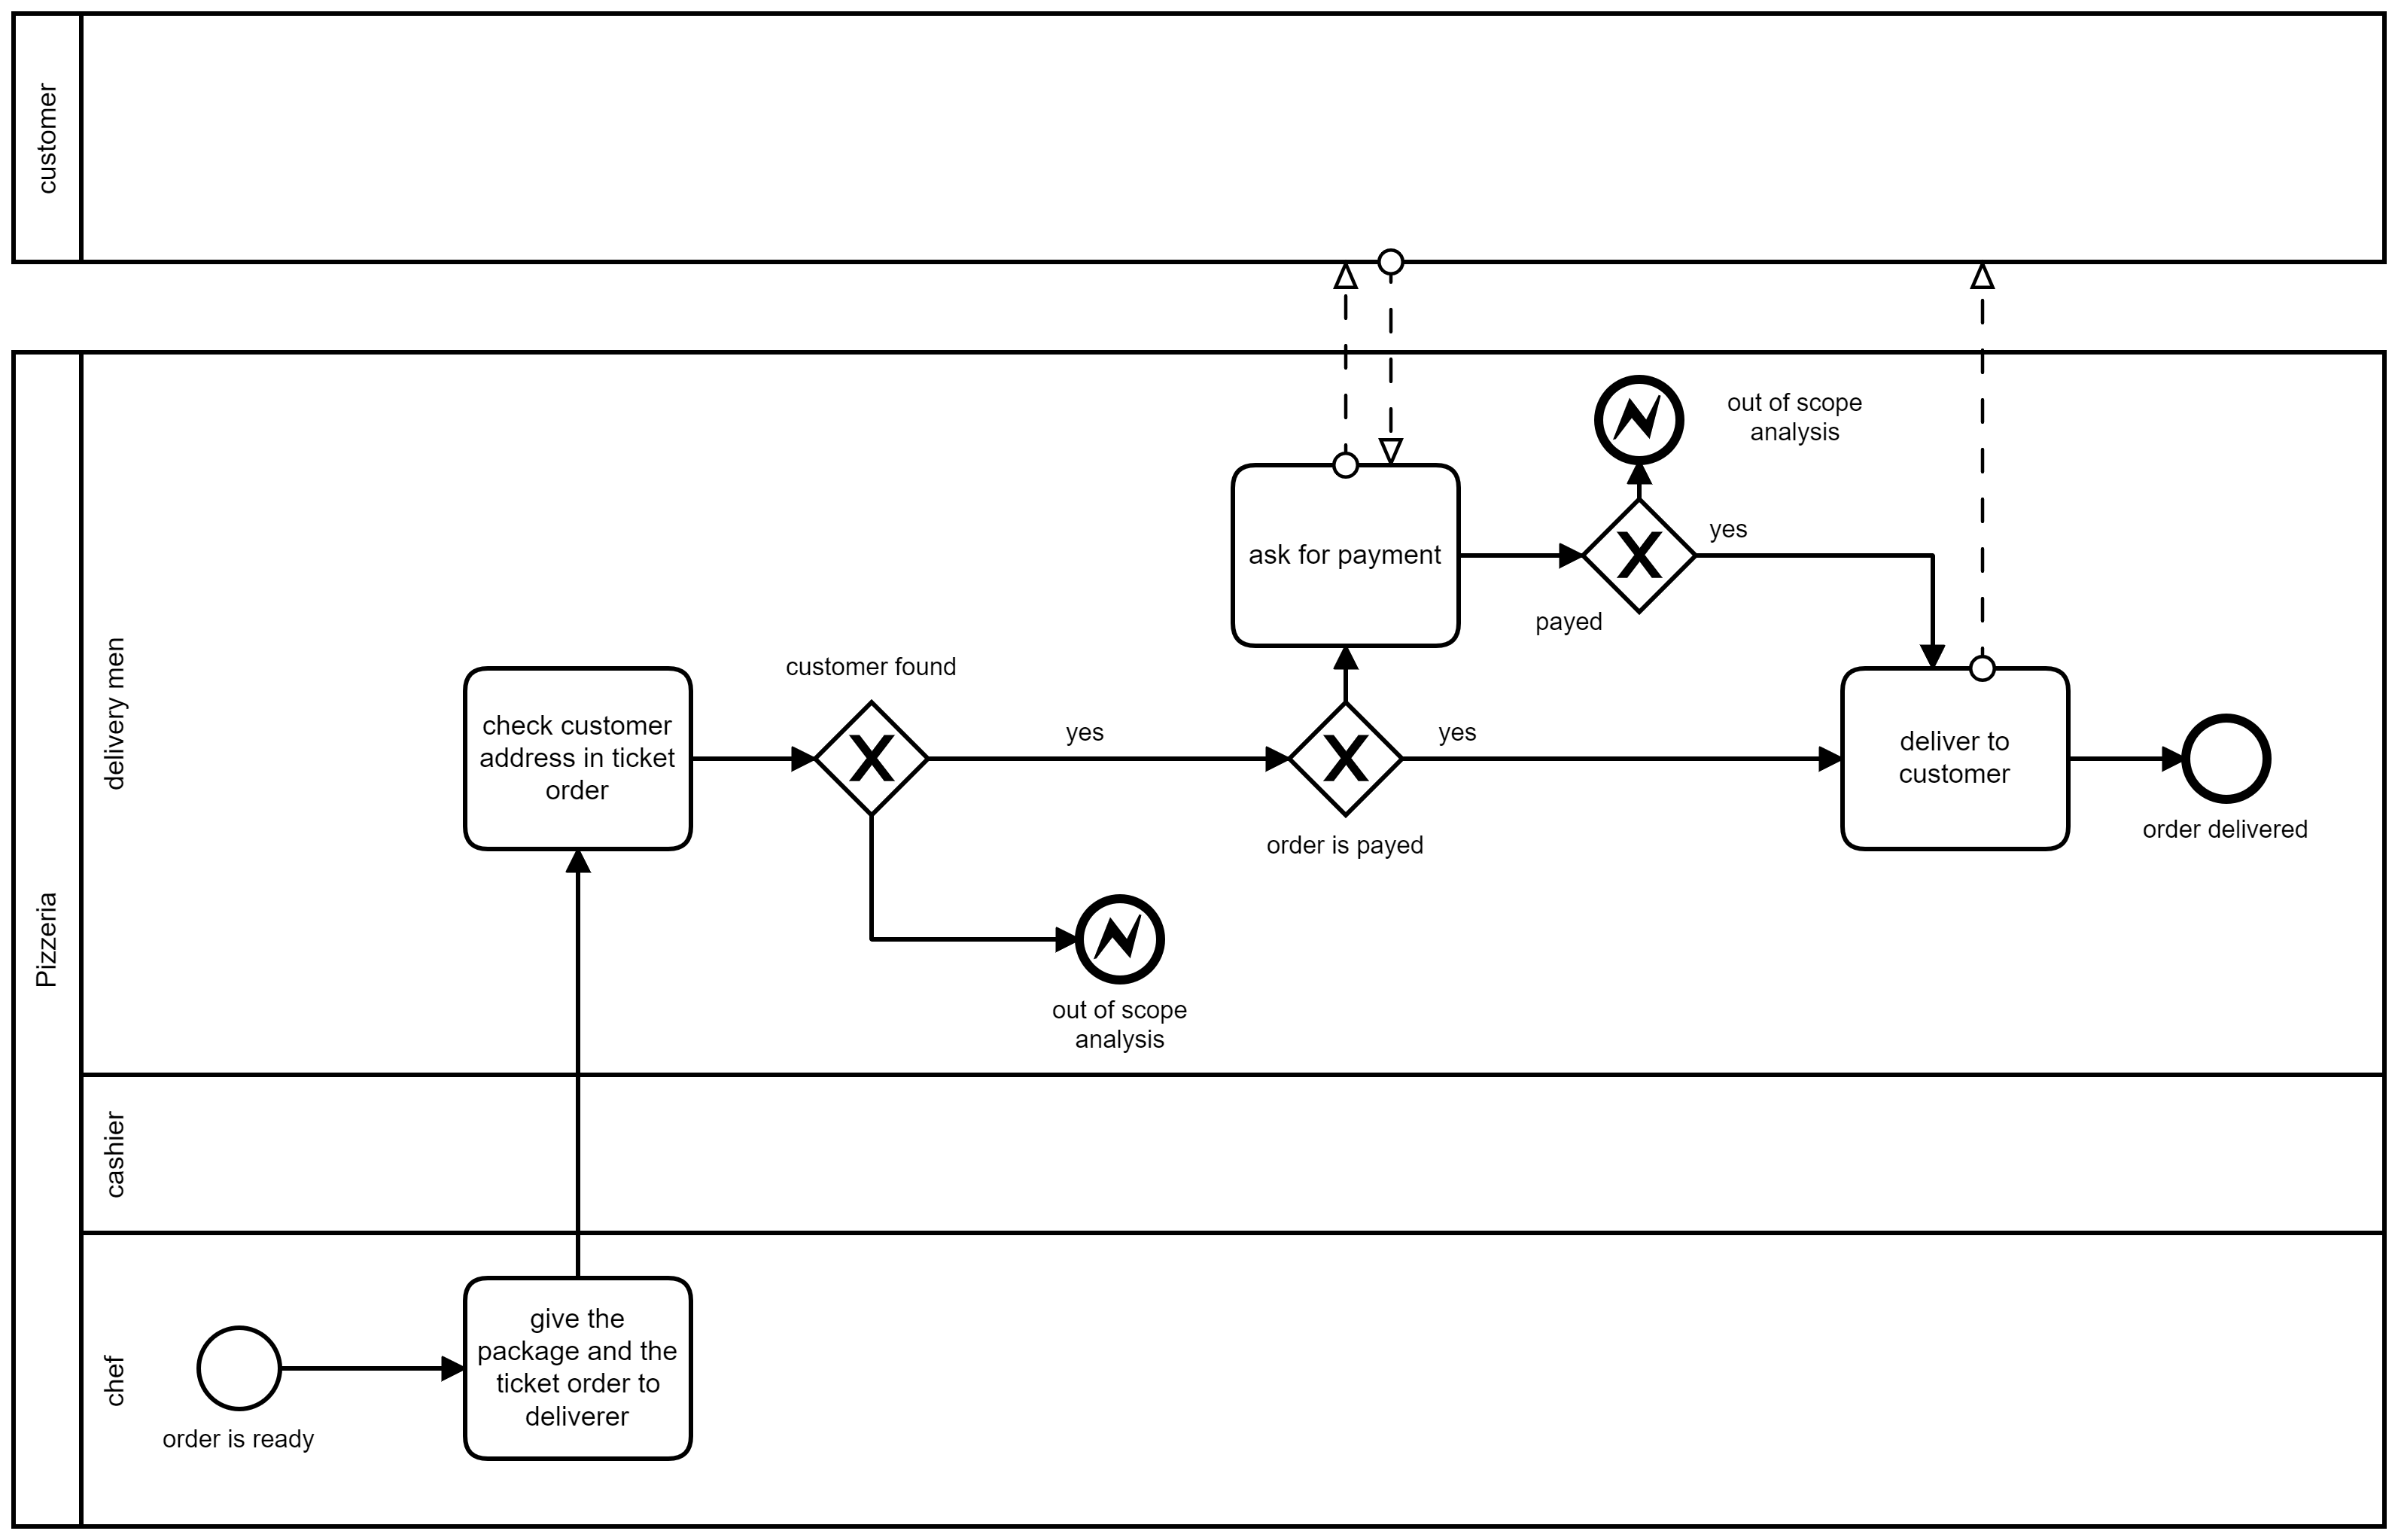 customer
Pizzeria
delivery men
out of scope
analysis
yes
ask for payment
payed
customer found
check customer
address in ticket
order
yes
yes
deliver to
customer
order is payed
order delivered
out of scope
analysis
cashier
chef
give the
package and the
ticket order to
deliverer
order is ready